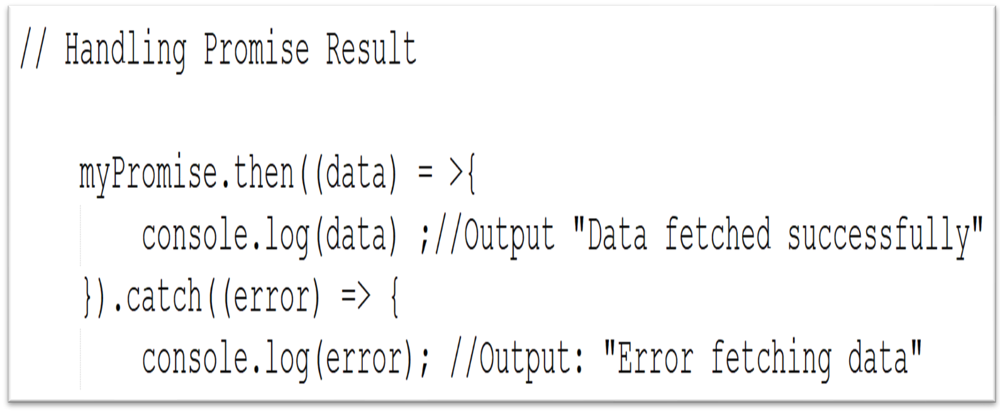 // Handling Promise Result
myPromise.then((data) = >{
console.log(data) ;//Output "Data fetched successfully"
}).catch((error) => {
console.log(error); //Output: "Error fetching data"